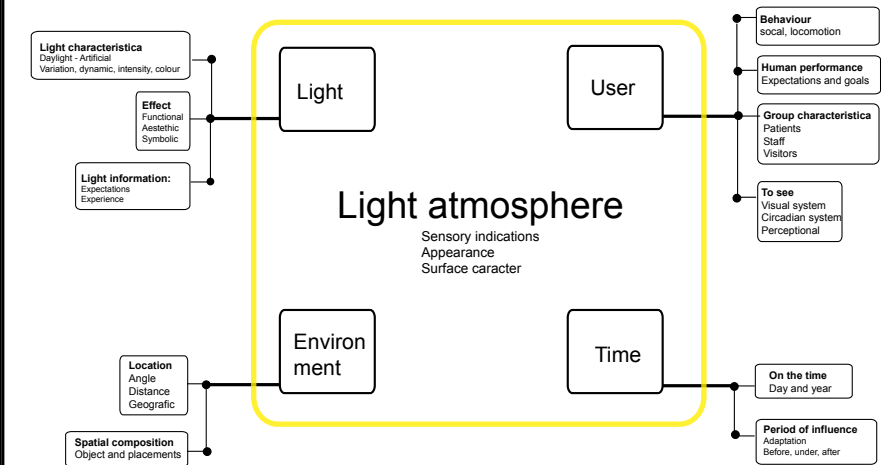 Light characteristica
Daylight - Artificial
Variation, dynamic, intensity, colour
Effect
Functional
Aestethic
Symbolic
Light information:
Expectations
Experience
Light
User
Behaviour
socal, locomotion
Human performance
Expectations and goals
Group characteristica
Patients
Staff
Visitors
To see
Visual system
Circadian system
Perceptional
Light atmosphere
Sensory indications
Appearance
Surface caracter
Environ
ment
Time
Location
Angle
Distance
Geografic
Spatial composition
Object and placements
On the time
Day and year
Period of influence
Adaptation
Before, under, after